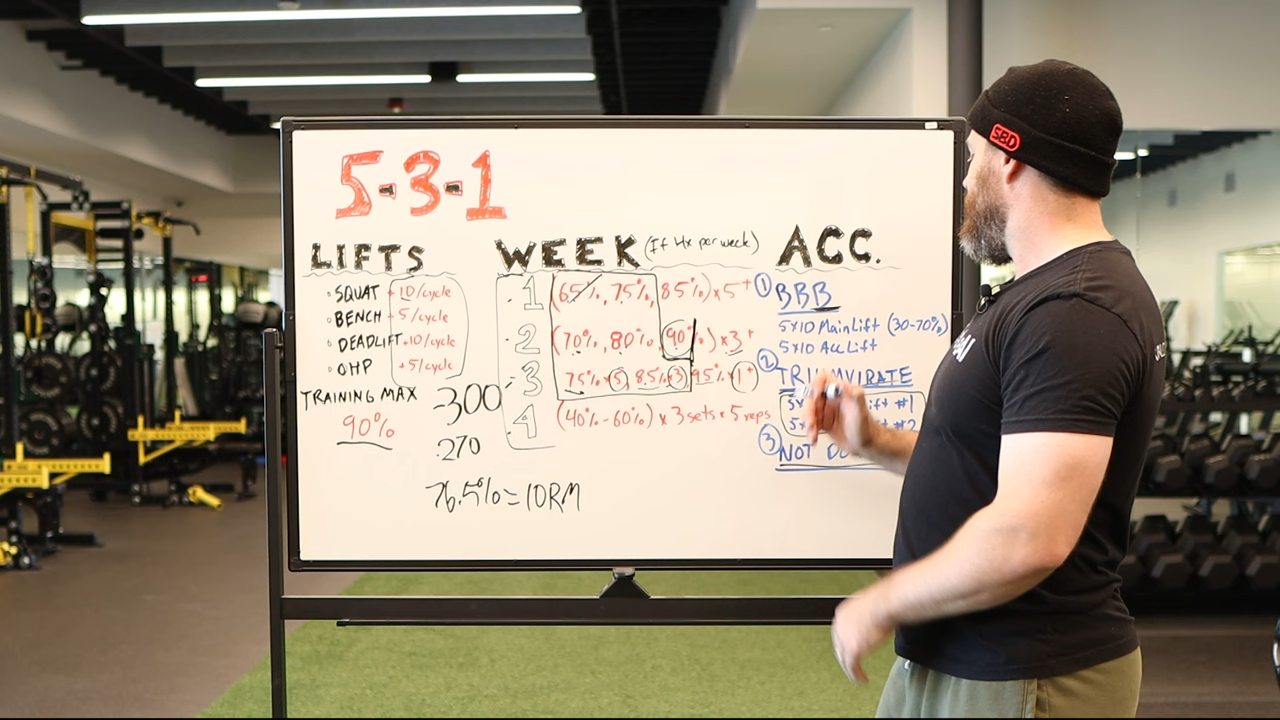 5-3-1
LIFTS
• SQUAT +10/cycle
• BENCH +5/cycle
• DEADLIFT +10/cycle
• OHP +5/cycle
TRAINING MAX
90%
-300
.270
76.5% = 10RM
WEEK (If 4x per week)
1 (65%, 75%, 85%) x 5+
2 (70%, 80%, 90%) x 3+
3 75% x 5, 85% x 3, 95% x 1+
4 (40%-60%) x 3 sets x 5 reps
ACC.
① BBB
5x10 Main Lift (30-70%)
5x10 Acc Lift
② TRIUMVIRATE
#1
#2
③ NOT
SBD